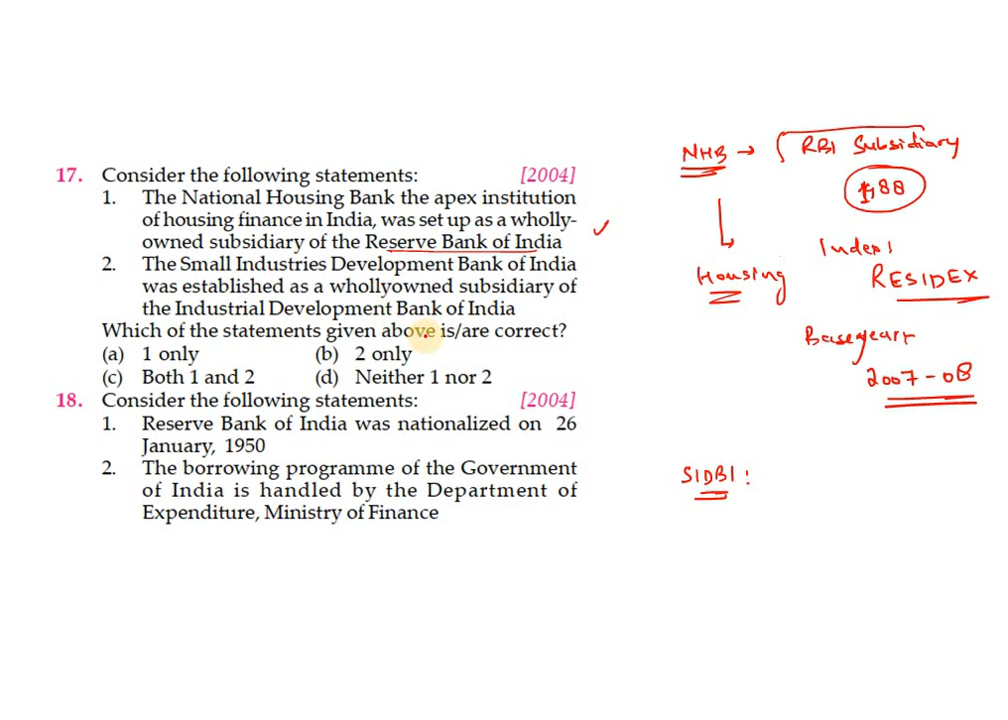 17. Consider the following statements: [2004]
1. The National Housing Bank the apex institution
of housing finance in India, was set up as a wholly-
owned subsidiary of the Reserve Bank of India
2. The Small Industries Development Bank of India
was established as a whollyowned subsidiary of
the Industrial Development Bank of India
Which of the statements given above is/are correct?
(a) 1 only (b) 2 only
(c) Both 1 and 2 (d) Neither 1 nor 2
18. Consider the following statements: [2004]
1. Reserve Bank of India was nationalized on 26
January, 1950
2. The borrowing programme of the Government
of India is handled by the Department of
Expenditure, Ministry of Finance
NHB → RBI Subsidiary
1988
Housing
Index:
RESIDEX
Baseyear
2007-08
SIDBI: